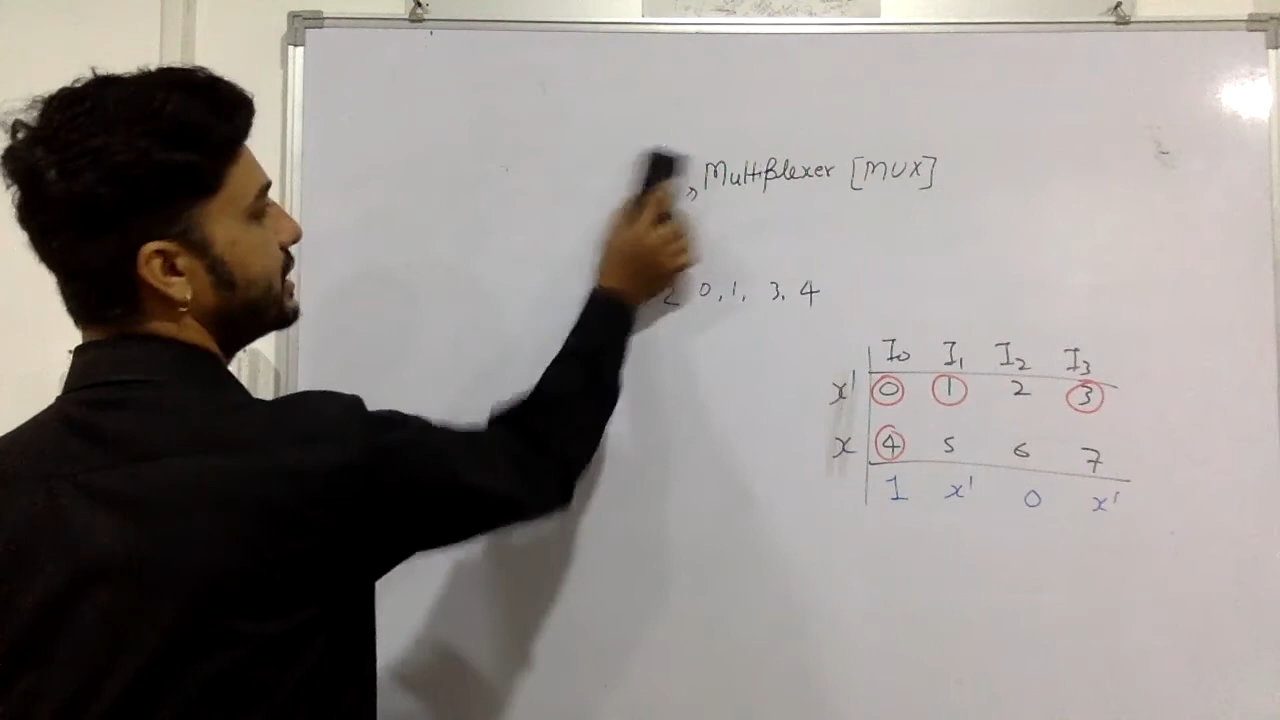 Multiplexer [MUX]
2 0, 1, 3, 4
I₀ I₁ I₂ I₃
x' 0 1 2 3
x 4 5 6 7
1 x' 0 x'